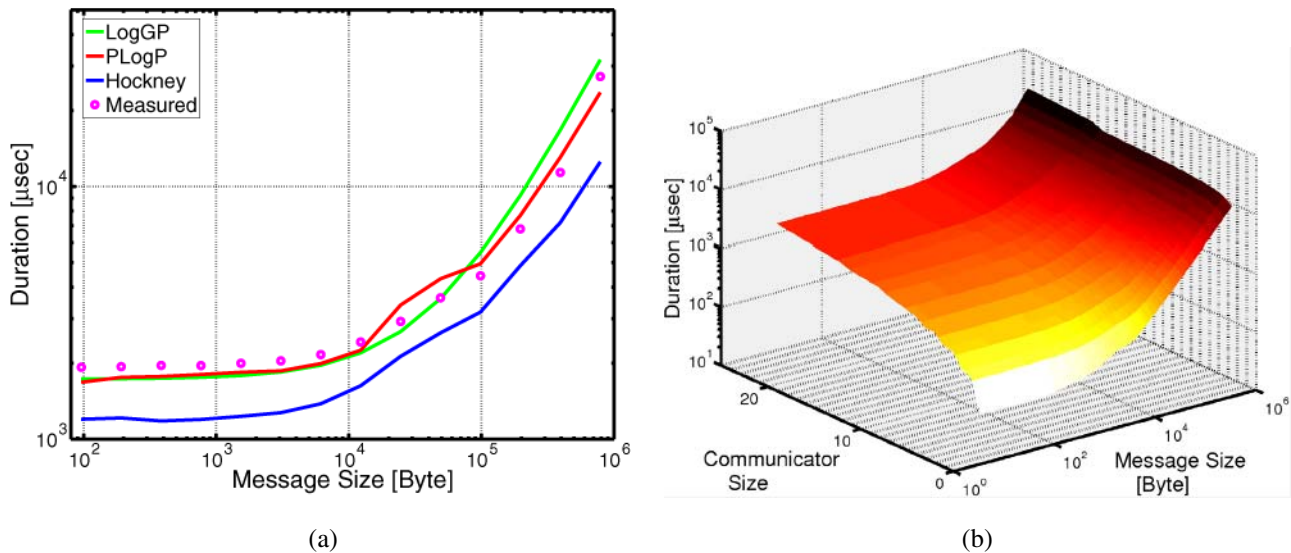 LogGP
PLogP
Hockney
Measured
Duration [μsec]
10^4
10^3
10^2
10^3
10^4
10^5
10^6
Message Size [Byte]
(a)
Duration [μsec]
10^5
10^4
10^3
10^2
10^1
20
10
0
Communicator
Size
10^0
10^2
10^4
10^6
Message Size
[Byte]
(b)